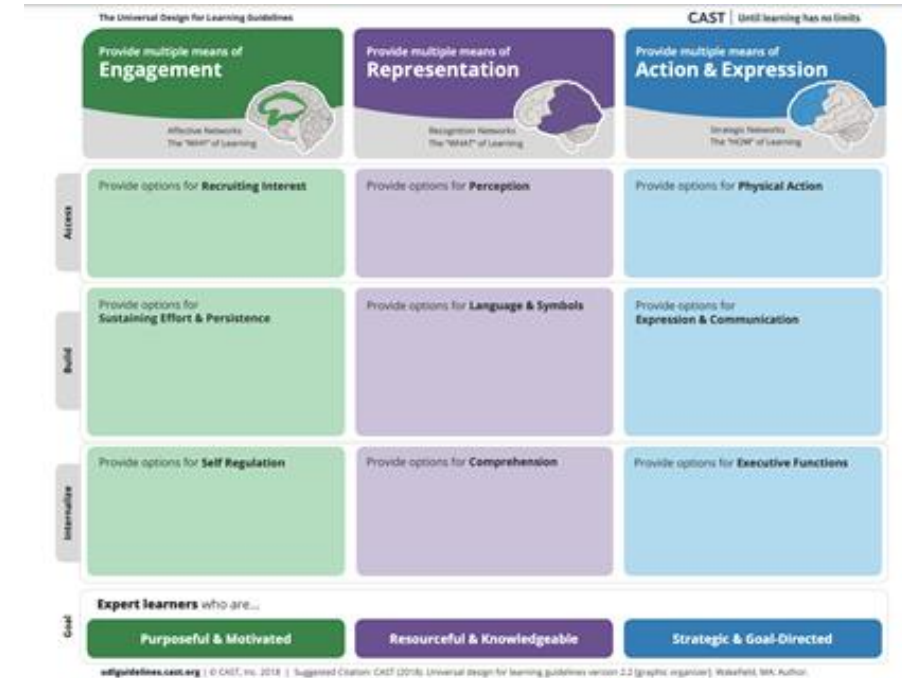 The Universal Design for Learning Guidelines
CAST | Until learning has no limits
Provide multiple means of
Engagement
Affective Networks
The "WHY" of Learning
Provide multiple means of
Representation
Recognition Networks
The "WHAT" of Learning
Provide multiple means of
Action & Expression
Strategic Networks
The "HOW" of Learning
Access
Provide options for Recruiting Interest
Provide options for Perception
Provide options for Physical Action
Build
Provide options for
Sustaining Effort & Persistence
Provide options for Language & Symbols
Provide options for
Expression & Communication
Internalize
Provide options for Self Regulation
Provide options for Comprehension
Provide options for Executive Functions
Goal
Expert learners who are...
Purposeful & Motivated
Resourceful & Knowledgeable
Strategic & Goal-Directed
udlguidelines.cast.org | © CAST, Inc. 2018 | Suggested Citation: CAST (2018). Universal design for learning guidelines version 2.2 [graphic organizer]. Wakefield, MA: Author.